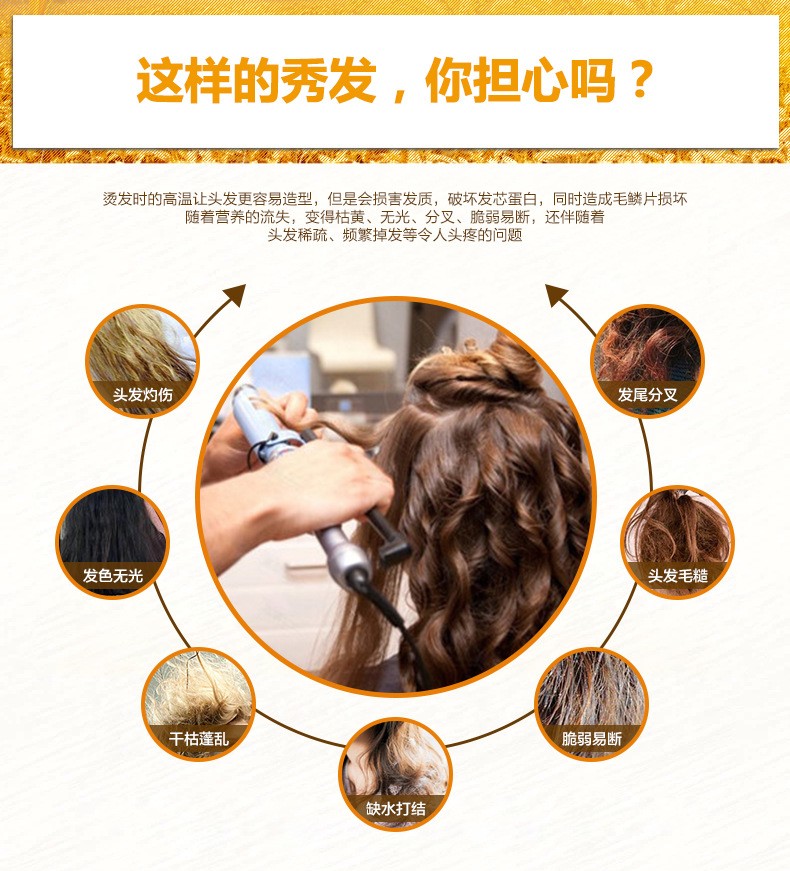 这样的秀发，你担心吗？
烫发时的高温让头发更容易造型，但是会损害发质，破坏发芯蛋白，同时造成毛鳞片损坏
随着营养的流失，变得枯黄、无光、分叉、脆弱易断，还伴随着
头发稀疏、频繁掉发等令人头疼的问题
头发灼伤
发尾分叉
发色无光
头发毛糙
干枯蓬乱
脆弱易断
缺水打结